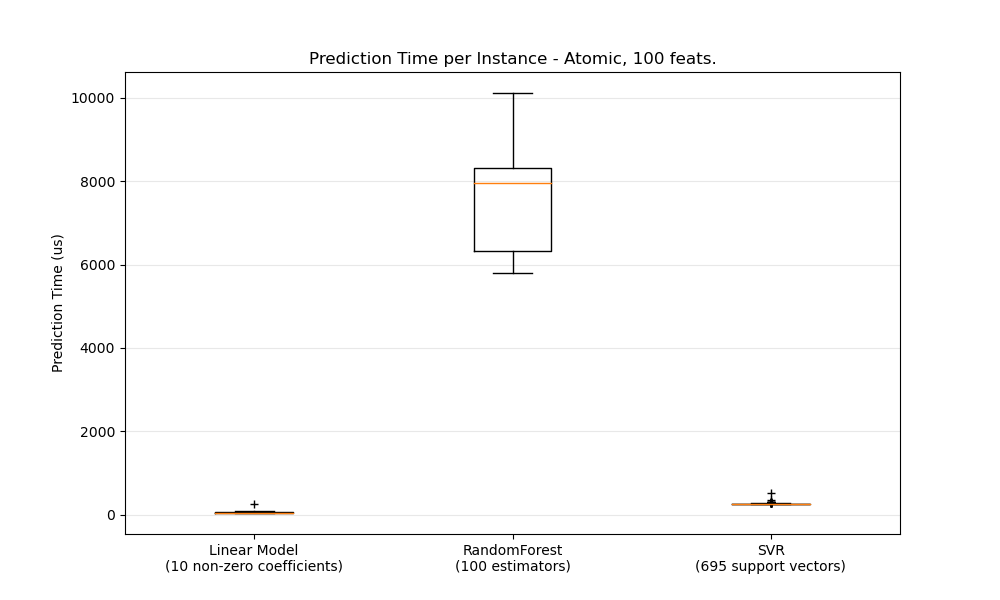 Prediction Time per Instance - Atomic, 100 feats.
Prediction Time (us)
10000
8000
6000
4000
2000
0
Linear Model
(10 non-zero coefficients)
RandomForest
(100 estimators)
SVR
(695 support vectors)